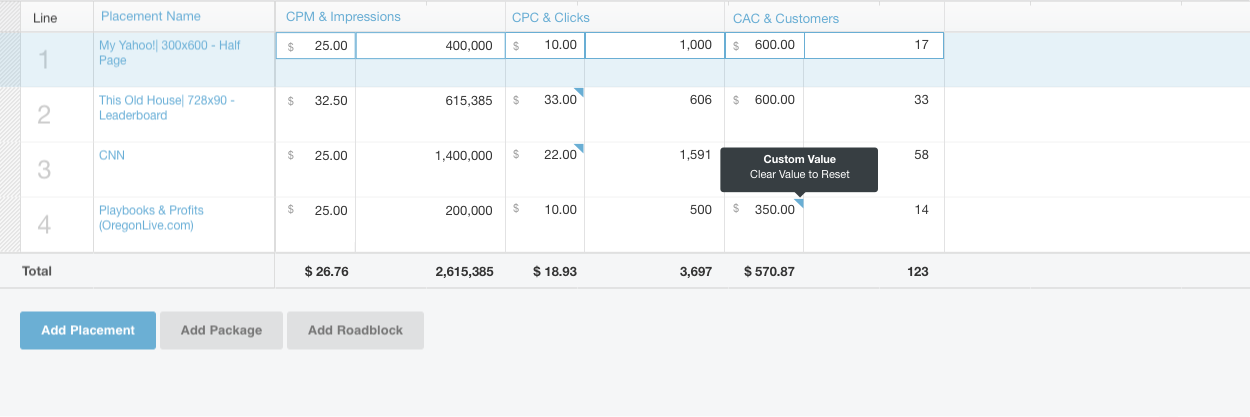 Line Placement Name CPM & Impressions CPC & Clicks CAC & Customers
1 My Yahoo!| 300x600 - Half Page $ 25.00 400,000 $ 10.00 1,000 $ 600.00 17
2 This Old House| 728x90 - Leaderboard $ 32.50 615,385 $ 33.00 606 $ 600.00 33
3 CNN $ 25.00 1,400,000 $ 22.00 1,591 58
Custom Value
Clear Value to Reset
4 Playbooks & Profits (OregonLive.com) $ 25.00 200,000 $ 10.00 500 $ 350.00 14
Total $ 26.76 2,615,385 $ 18.93 3,697 $ 570.87 123
Add Placement Add Package Add Roadblock